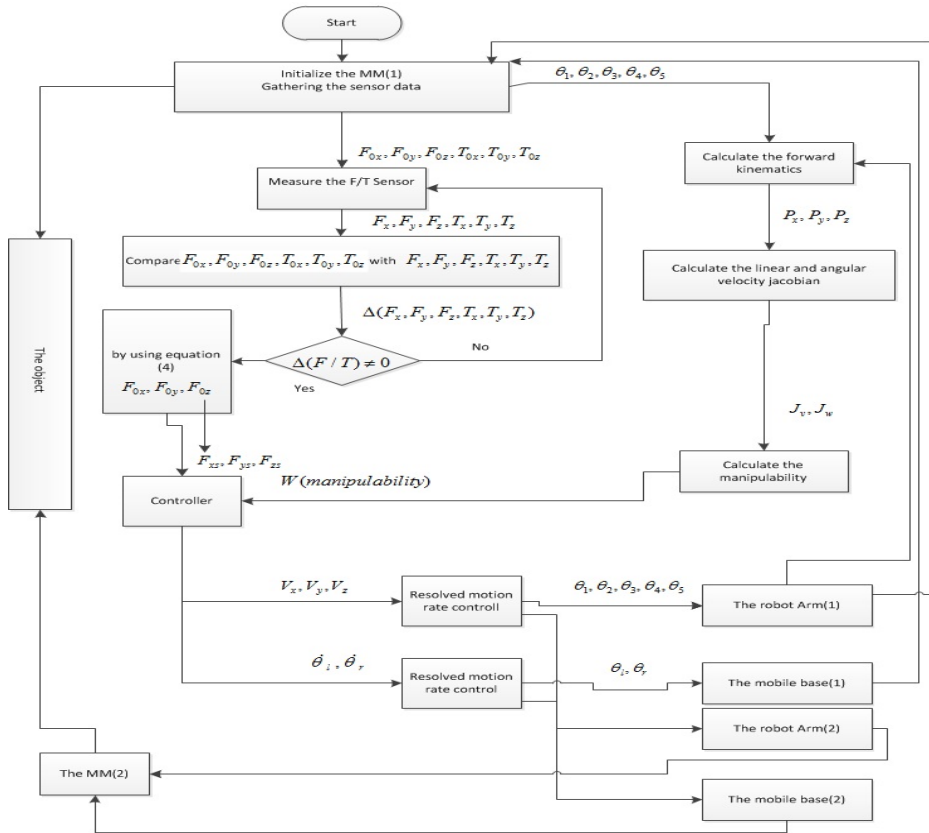 Start
Initialize the MM(1)
Gathering the sensor data
θ₁, θ₂, θ₃, θ₄, θ₅
F₀ₓ, F₀y, F₀z, T₀ₓ, T₀y, T₀z
Measure the F/T Sensor
Calculate the forward
kinematics
Fₓ, Fy, Fz, Tₓ, Ty, Tz
Pₓ, Py, Pz
Compare F₀ₓ, F₀y, F₀z, T₀ₓ, T₀y, T₀z with Fₓ, Fy, Fz, Tₓ, Ty, Tz
Calculate the linear and angular
velocity jacobian
Δ(Fₓ, Fy, Fz, Tₓ, Ty, Tz)
The object
by using equation
(4)
F₀ₓ, F₀y, F₀z
Δ(F / T) ≠ 0
No
Yes
Jᵥ, J_w
Fₓₛ, Fyₛ, Fzₛ
Calculate the
manipulability
W (manipulability)
Controller
Vₓ, Vy, Vz
Resolved motion
rate controll
θ₁, θ₂, θ₃, θ₄, θ₅
The robot Arm(1)
θ̇ᵢ, θ̇ᵣ
Resolved motion
rate control
θᵢ, θᵣ
The mobile base(1)
The robot Arm(2)
The MM(2)
The mobile base(2)